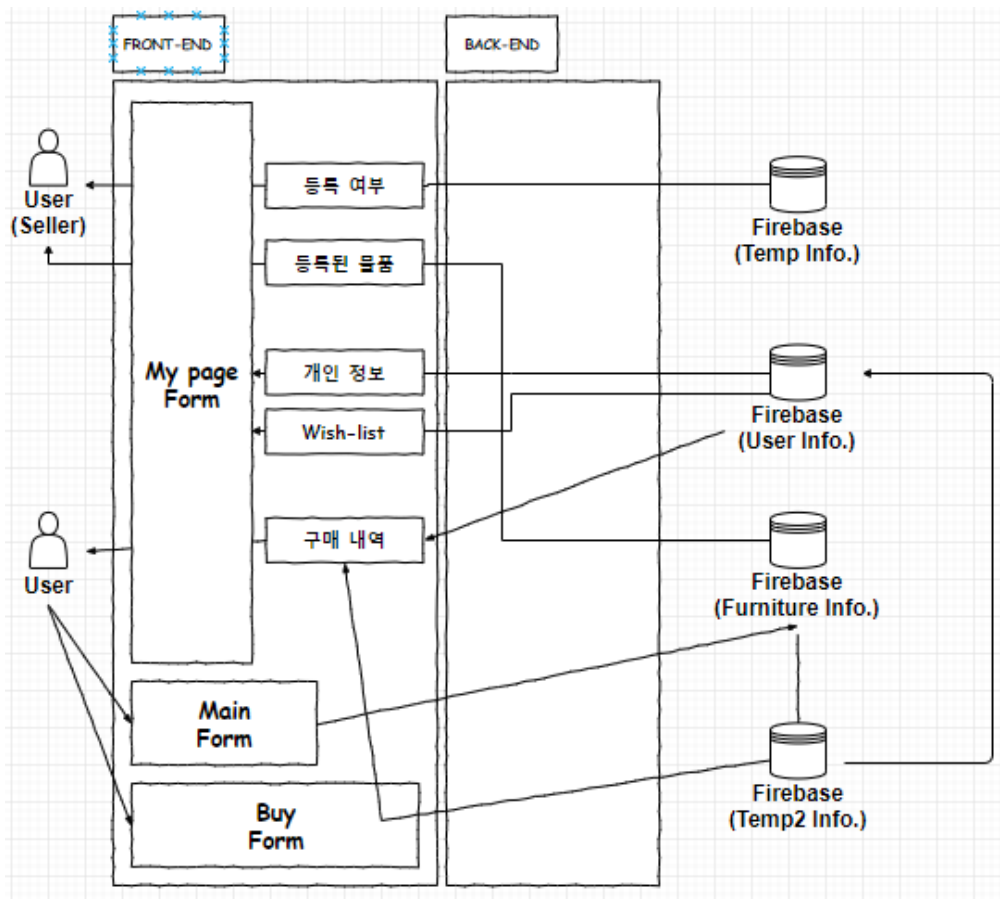 FRONT-END
BACK-END
User
(Seller)
등록 여부
Firebase
(Temp Info.)
등록된 물품
My page
Form
개인 정보
Wish-list
Firebase
(User Info.)
구매 내역
User
Firebase
(Furniture Info.)
Main
Form
Buy
Form
Firebase
(Temp2 Info.)